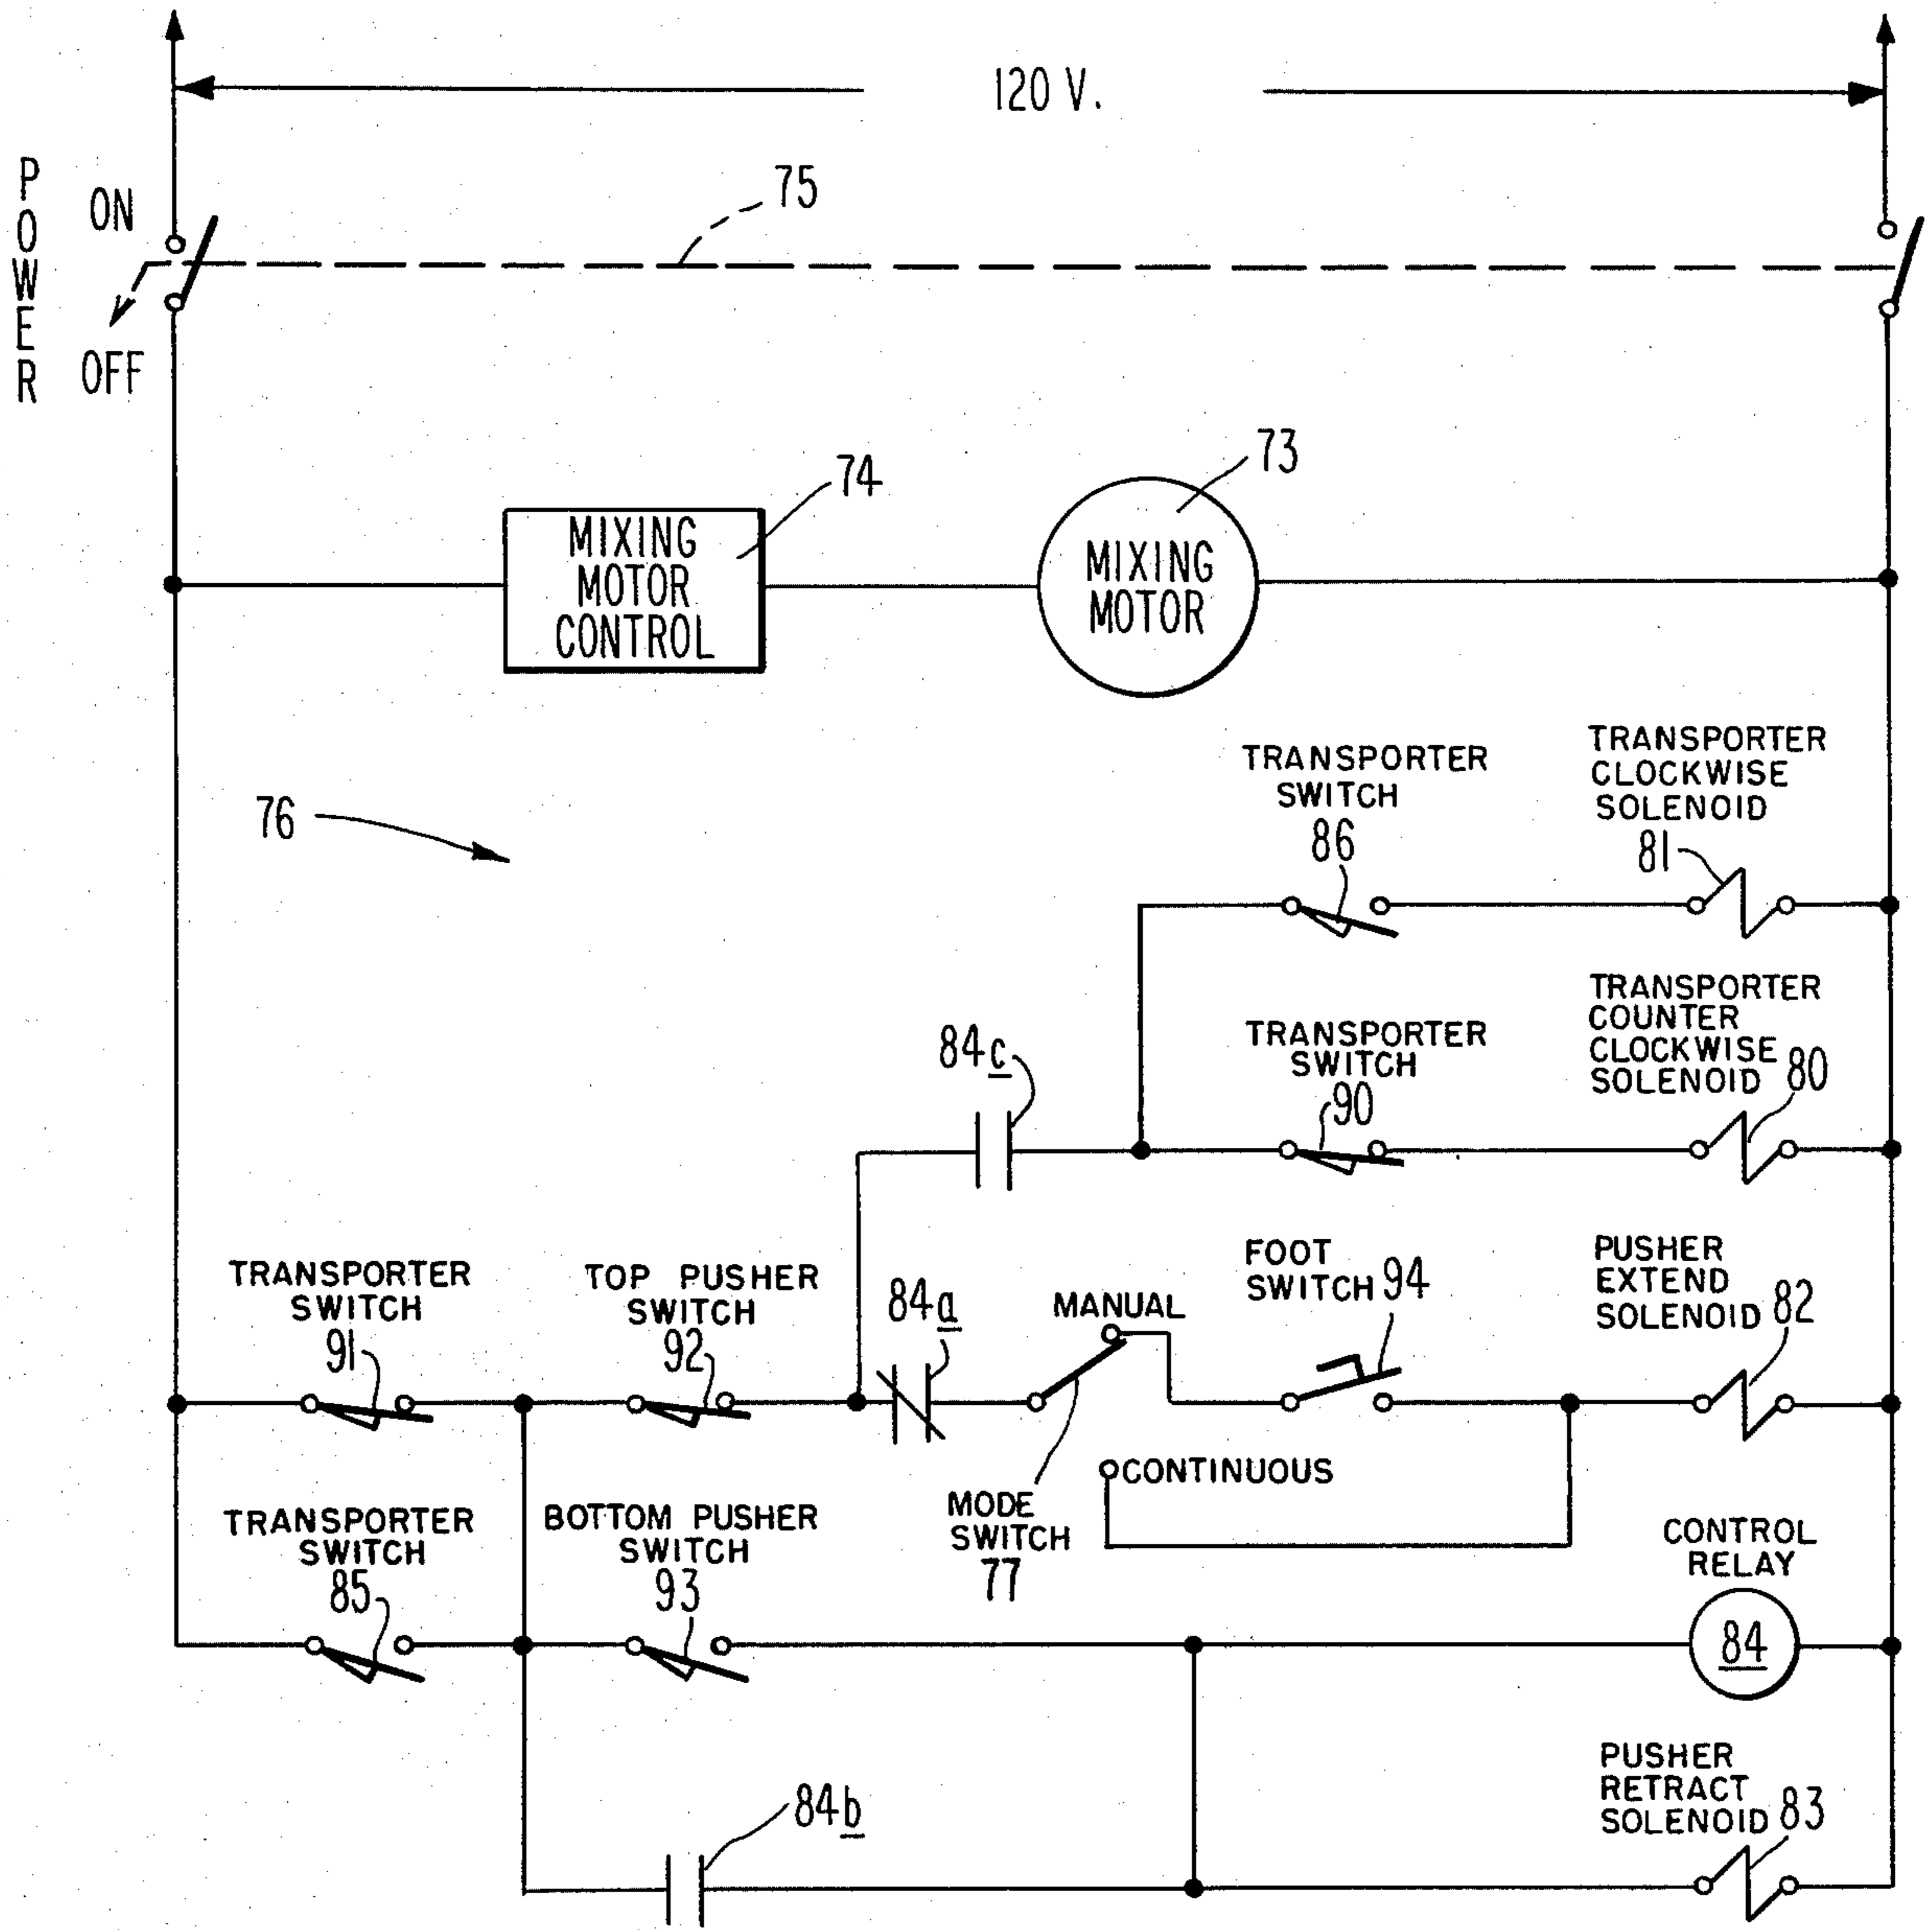 120 V.
POWER
ON
75
OFF
73
74
MIXING
MOTOR
CONTROL
MIXING
MOTOR
76
TRANSPORTER
SWITCH
86
TRANSPORTER
CLOCKWISE
SOLENOID
81
84c
TRANSPORTER
SWITCH
90
TRANSPORTER
COUNTER
CLOCKWISE
SOLENOID 80
TRANSPORTER
SWITCH
91
TOP PUSHER
SWITCH
92
84a
MANUAL
FOOT
SWITCH 94
PUSHER
EXTEND
SOLENOID 82
CONTINUOUS
MODE
SWITCH
77
TRANSPORTER
SWITCH
85
BOTTOM PUSHER
SWITCH
93
CONTROL
RELAY
84
84b
PUSHER
RETRACT
SOLENOID 83